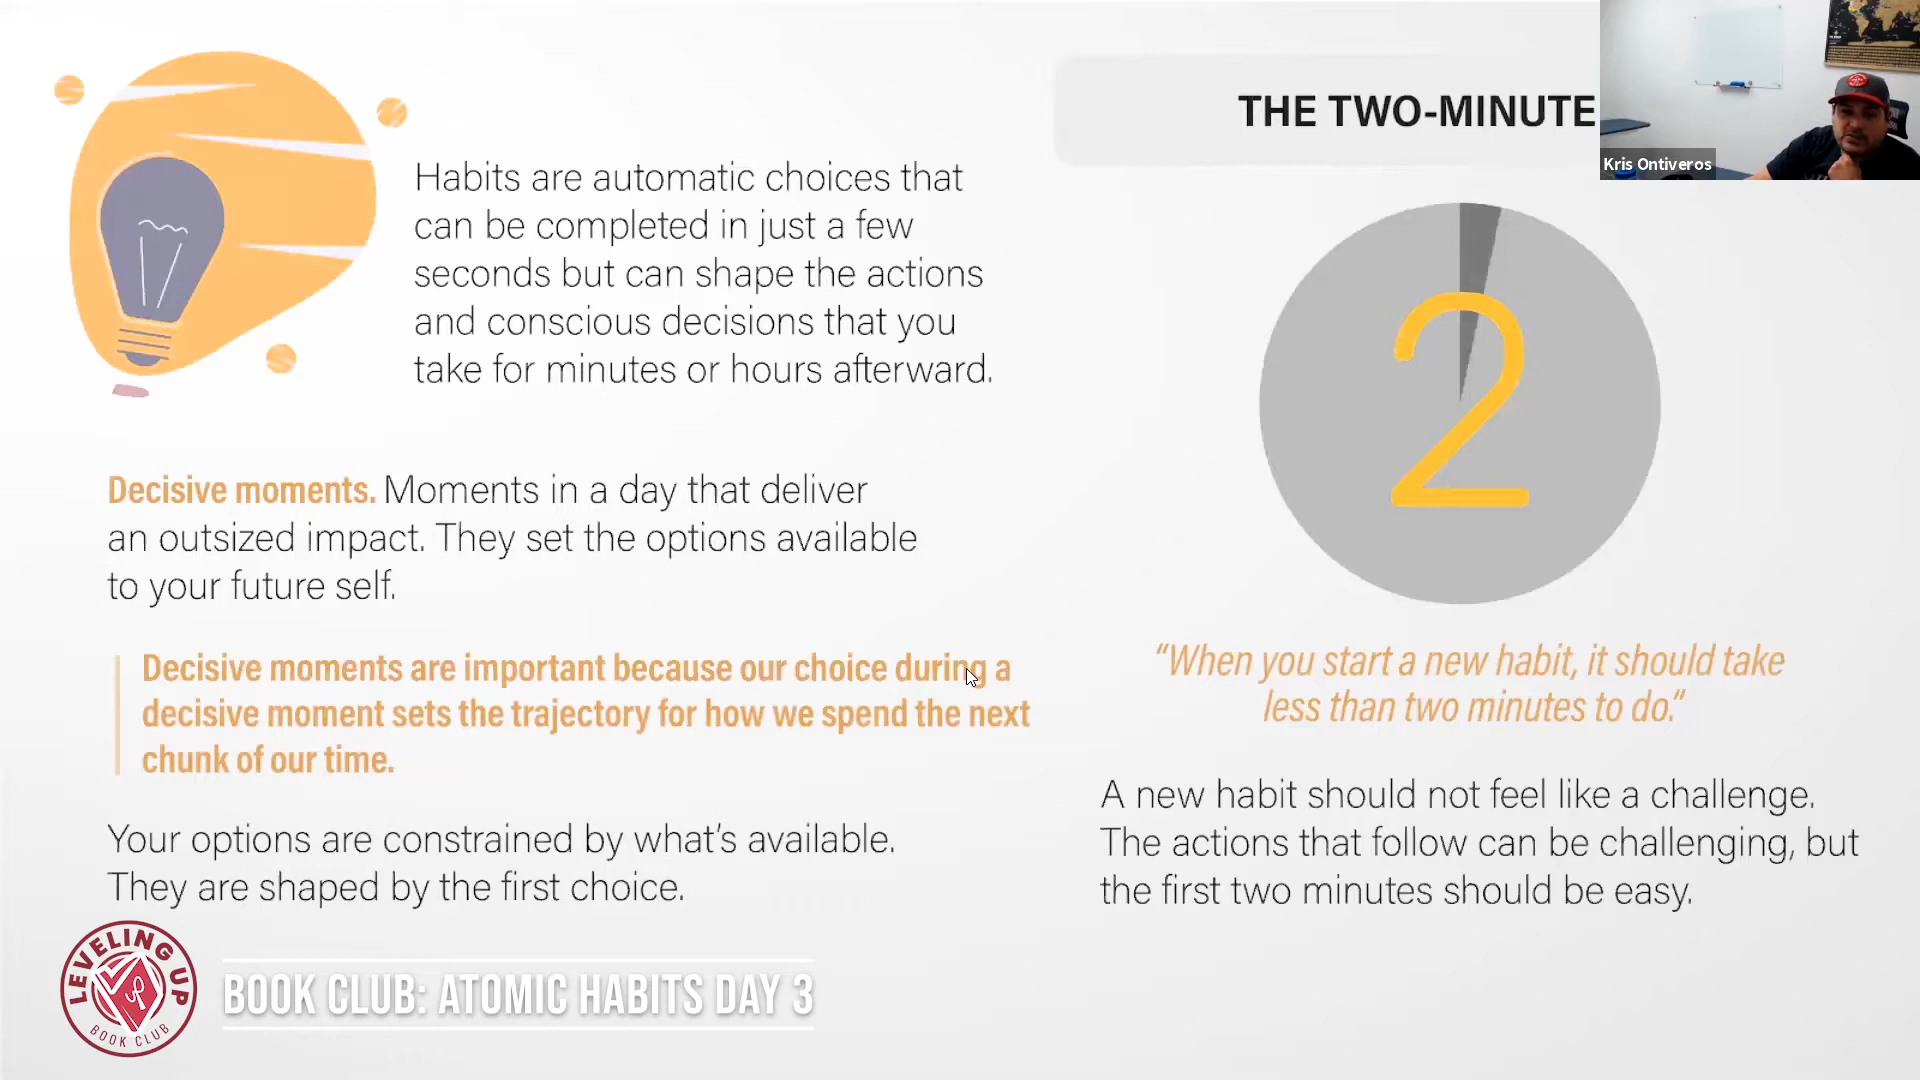 Habits are automatic choices that
can be completed in just a few
seconds but can shape the actions
and conscious decisions that you
take for minutes or hours afterward.
Decisive moments. Moments in a day that deliver
an outsized impact. They set the options available
to your future self.
Decisive moments are important because our choice during a
decisive moment sets the trajectory for how we spend the next
chunk of our time.
Your options are constrained by what's available.
They are shaped by the first choice.
THE TWO-MINUTE
Kris Ontiveros
2
“When you start a new habit, it should take
less than two minutes to do.”
A new habit should not feel like a challenge.
The actions that follow can be challenging, but
the first two minutes should be easy.
LEVELING UP
BOOK CLUB
BOOK CLUB: ATOMIC HABITS DAY 3